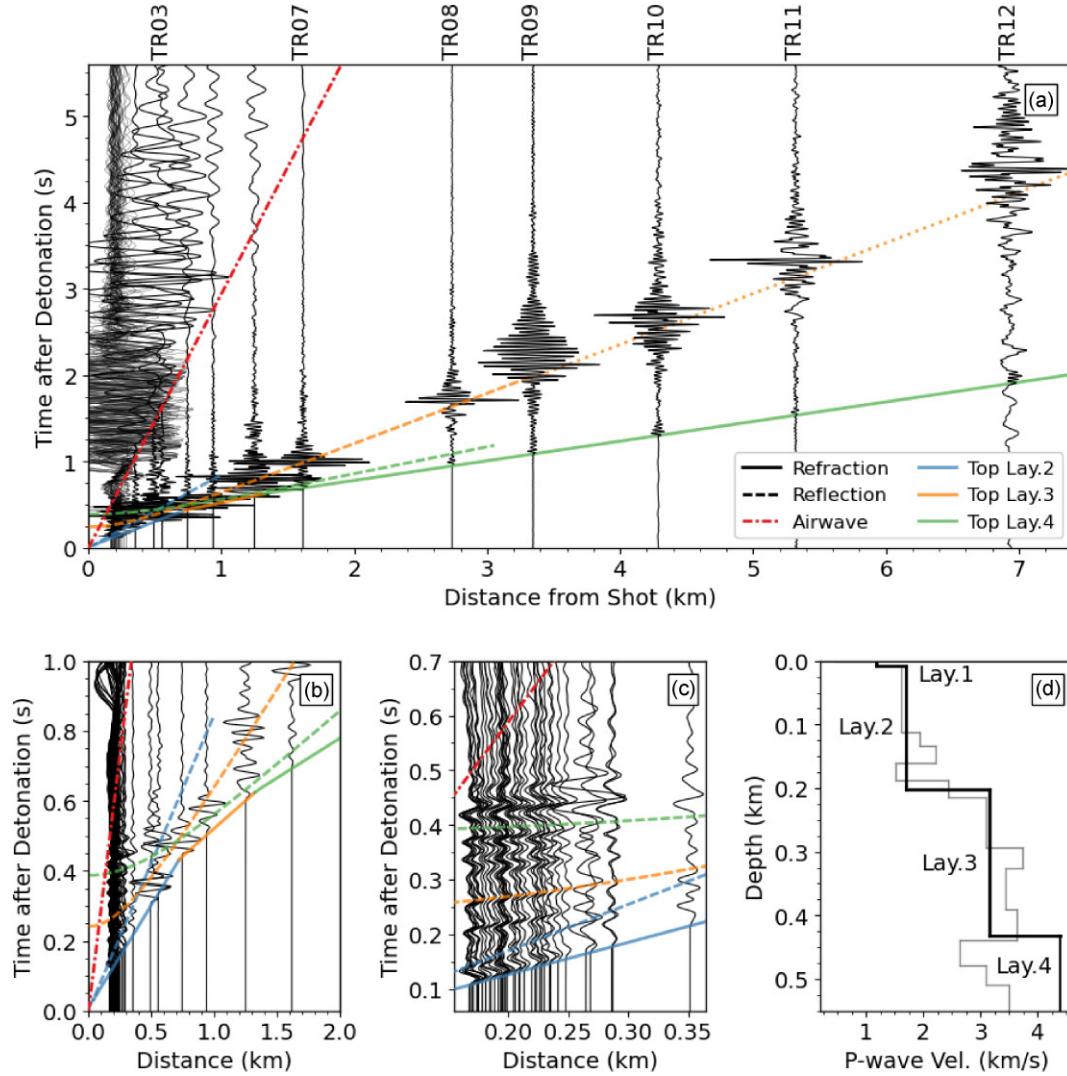 TR03 TR07 TR08 TR09 TR10 TR11 TR12
(a)
5
4
3
2
1
0
Time after Detonation (s)
Refraction Top Lay.2
Reflection Top Lay.3
Airwave Top Lay.4
0 1 2 3 4 5 6 7
Distance from Shot (km)
(b)
1.0
0.8
0.6
0.4
0.2
0.0
Time after Detonation (s)
0.0 0.5 1.0 1.5 2.0
Distance (km)
(c)
0.7
0.6
0.5
0.4
0.3
0.2
0.1
Time after Detonation (s)
0.20 0.25 0.30 0.35
Distance (km)
(d)
0.0
0.1
0.2
0.3
0.4
0.5
Depth (km)
Lay.1
Lay.2
Lay.3
Lay.4
1 2 3 4
P-wave Vel. (km/s)